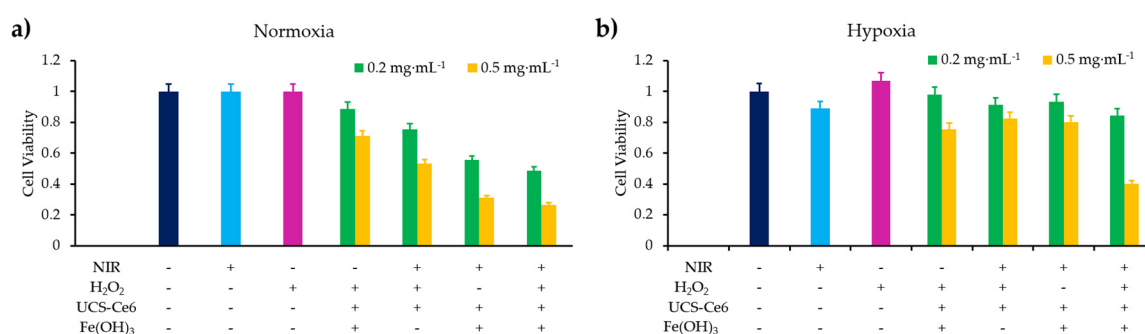 a)
Normoxia
0.2 mg·mL⁻¹ 0.5 mg·mL⁻¹
Cell Viability
1.2
1
0.8
0.6
0.4
0.2
0
NIR - + - - + + +
H₂O₂ - - + + + - +
UCS-Ce6 - - - + + + +
Fe(OH)₃ - - - + - + +
b)
Hypoxia
0.2 mg·mL⁻¹ 0.5 mg·mL⁻¹
Cell Viability
1.2
1
0.8
0.6
0.4
0.2
0
NIR - + - - + + +
H₂O₂ - - + + + - +
UCS-Ce6 - - - + + + +
Fe(OH)₃ - - - + - + +